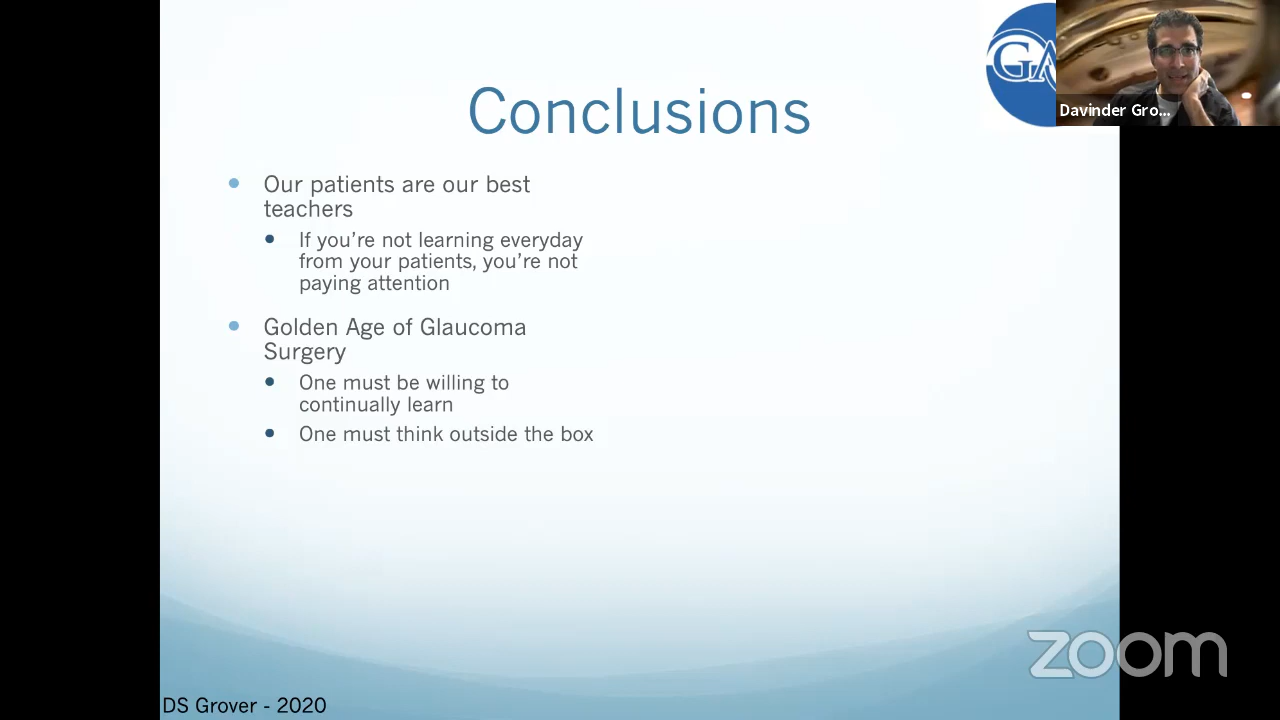 Conclusions
Davinder Gro...
Our patients are our best
teachers
If you're not learning everyday
from your patients, you're not
paying attention
Golden Age of Glaucoma
Surgery
One must be willing to
continually learn
One must think outside the box
zoom
DS Grover - 2020